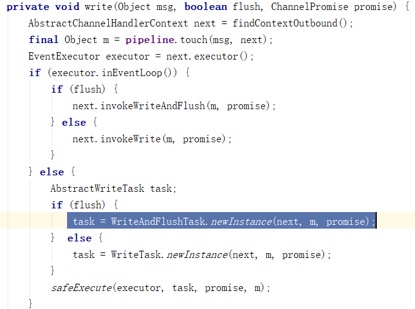 private void write(Object msg, boolean flush, ChannelPromise promise) {
    AbstractChannelHandlerContext next = findContextOutbound();
    final Object m = pipeline.touch(msg, next);
    EventExecutor executor = next.executor();
    if (executor.inEventLoop()) {
        if (flush) {
            next.invokeWriteAndFlush(m, promise);
        } else {
            next.invokeWrite(m, promise);
        }
    } else {
        AbstractWriteTask task;
        if (flush) {
            task = WriteAndFlushTask.newInstance(next, m, promise);
        }  else {
            task = WriteTask.newInstance(next, m, promise);
        }
        safeExecute(executor, task, promise, m);
    }